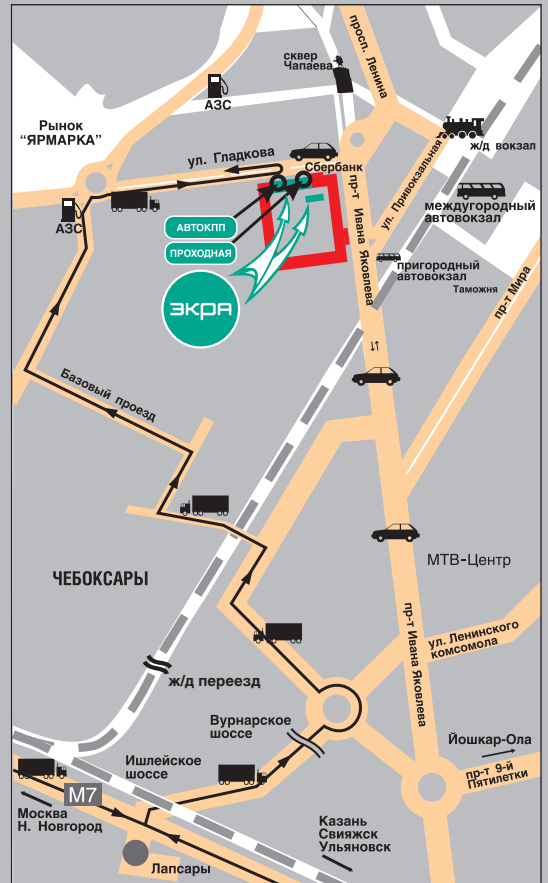 просп. Ленина
сквер
Чапаева
АЗС
Рынок
“ЯРМАРКА”
ж/д вокзал
ул. Гладкова
Сбербанк
ул. Привокзальная
междугородный
автовокзал
АЗС
АВТОКПП
ПРОХОДНАЯ
пр-т Ивана Яковлева
пригородный
автовокзал
Таможня
пр-т Мира
ЭКРА
Базовый проезд
МТВ-Центр
ЧЕБОКСАРЫ
пр-т Ивана Яковлева
ул. Ленинского
комсомола
ж/д переезд
Вурнарское
шоссе
Йошкар-Ола
пр-т 9-й
Пятилетки
Ишлейское
шоссе
М7
Москва
Н. Новгород
Казань
Свияжск
Ульяновск
Лапсары